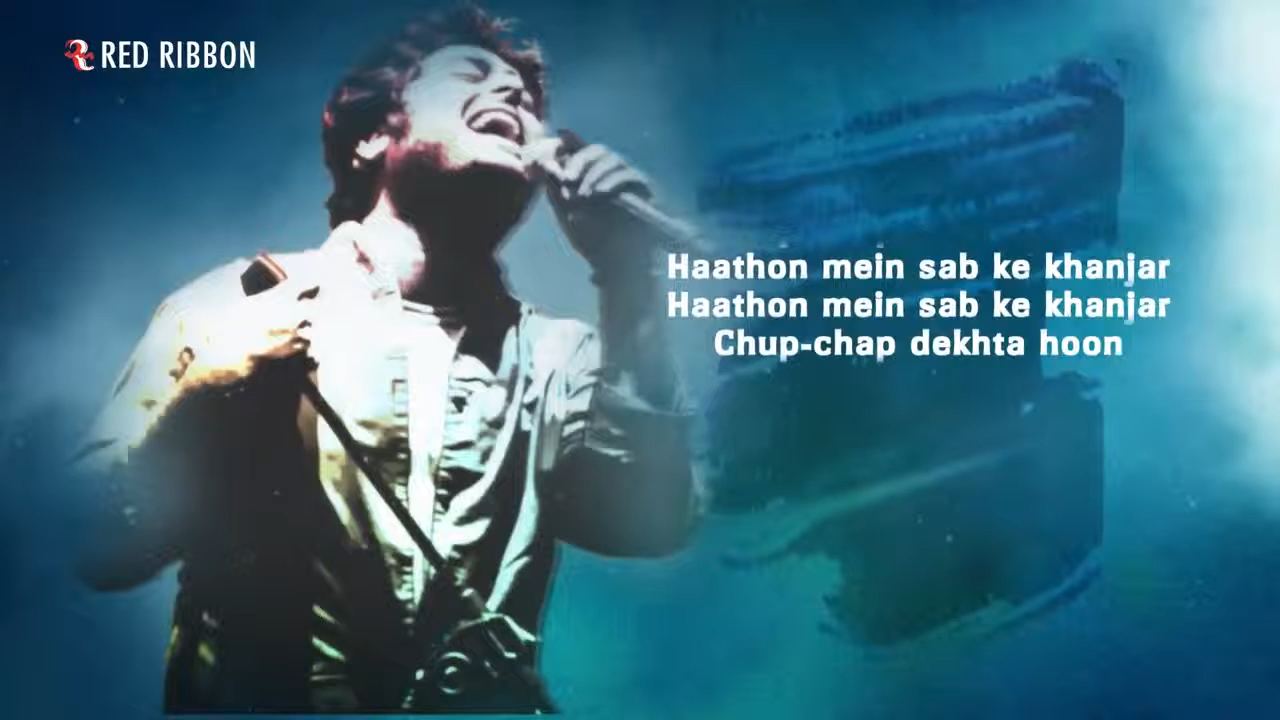 RED RIBBON
Haathon mein sab ke khanjar
Haathon mein sab ke khanjar
Chup-chap dekhta hoon